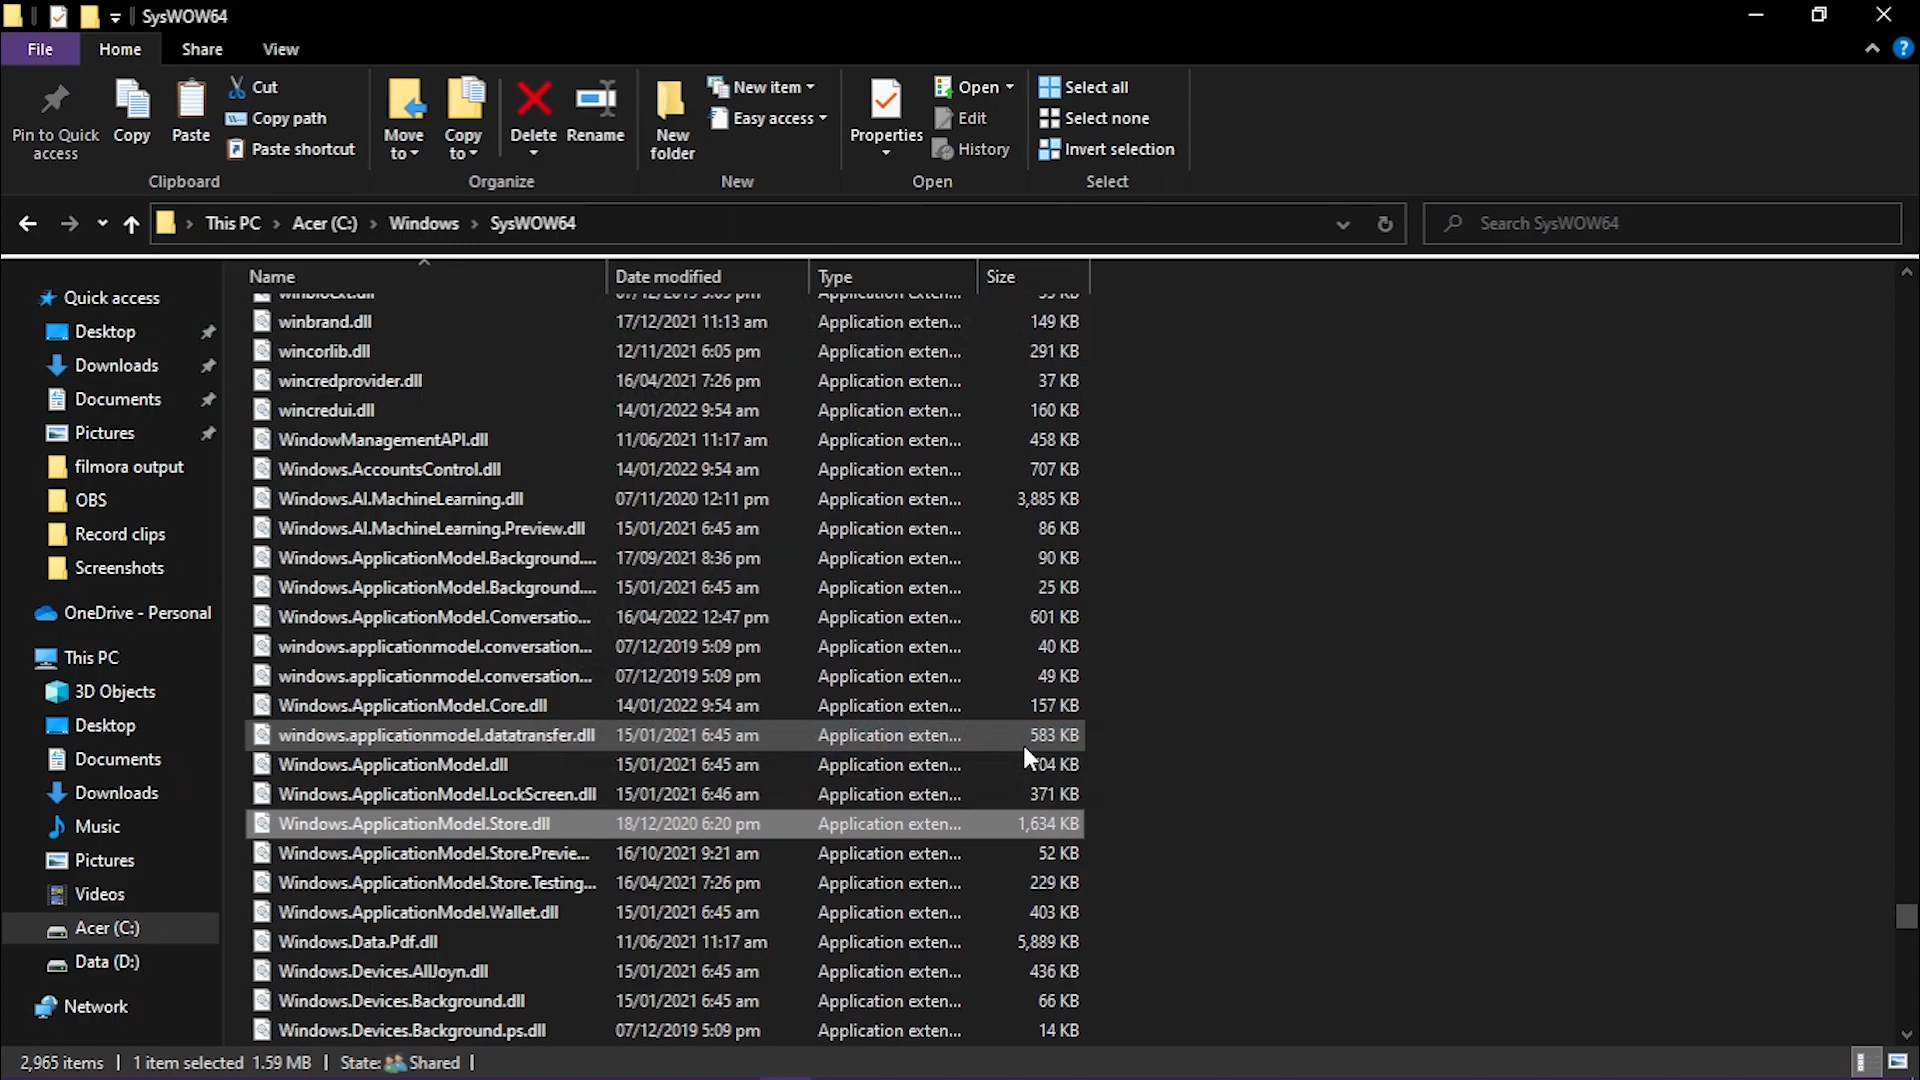 SysWOW64
File Home Share View
Pin to Quick access
Copy
Paste
Cut
Copy path
Paste shortcut
Clipboard
Move to
Copy to
Delete
Rename
Organize
New folder
New item
Easy access
New
Properties
Open
Edit
History
Open
Select all
Select none
Invert selection
Select
This PC › Acer (C:) › Windows › SysWOW64
Search SysWOW64
Quick access
Desktop
Downloads
Documents
Pictures
filmora output
OBS
Record clips
Screenshots
OneDrive - Personal
This PC
3D Objects
Desktop
Documents
Downloads
Music
Pictures
Videos
Acer (C:)
Data (D:)
Network
Name Date modified Type Size
winbrand.dll 17/12/2021 11:13 am Application exten... 149 KB
wincorlib.dll 12/11/2021 6:05 pm Application exten... 291 KB
wincredprovider.dll 16/04/2021 7:26 pm Application exten... 37 KB
wincredui.dll 14/01/2022 9:54 am Application exten... 160 KB
WindowManagementAPI.dll 11/06/2021 11:17 am Application exten... 458 KB
Windows.AccountsControl.dll 14/01/2022 9:54 am Application exten... 707 KB
Windows.AI.MachineLearning.dll 07/11/2020 12:11 pm Application exten... 3,885 KB
Windows.AI.MachineLearning.Preview.dll 15/01/2021 6:45 am Application exten... 86 KB
Windows.ApplicationModel.Background.... 17/09/2021 8:36 pm Application exten... 90 KB
Windows.ApplicationModel.Background.... 15/01/2021 6:45 am Application exten... 25 KB
Windows.ApplicationModel.Conversatio... 16/04/2022 12:47 pm Application exten... 601 KB
windows.applicationmodel.conversation... 07/12/2019 5:09 pm Application exten... 40 KB
windows.applicationmodel.conversation... 07/12/2019 5:09 pm Application exten... 49 KB
Windows.ApplicationModel.Core.dll 14/01/2022 9:54 am Application exten... 157 KB
windows.applicationmodel.datatransfer.dll 15/01/2021 6:45 am Application exten... 583 KB
Windows.ApplicationModel.dll 15/01/2021 6:45 am Application exten... KB
Windows.ApplicationModel.LockScreen.dll 15/01/2021 6:46 am Application exten... 371 KB
Windows.ApplicationModel.Store.dll 18/12/2020 6:20 pm Application exten... 1,634 KB
Windows.ApplicationModel.Store.Previe... 16/10/2021 9:21 am Application exten... 52 KB
Windows.ApplicationModel.Store.Testing... 16/04/2021 7:26 pm Application exten... 229 KB
Windows.ApplicationModel.Wallet.dll 15/01/2021 6:45 am Application exten... 403 KB
Windows.Data.Pdf.dll 11/06/2021 11:17 am Application exten... 5,889 KB
Windows.Devices.AllJoyn.dll 15/01/2021 6:45 am Application exten... 436 KB
Windows.Devices.Background.dll 15/01/2021 6:45 am Application exten... 66 KB
Windows.Devices.Background.ps.dll 07/12/2019 5:09 pm Application exten... 14 KB
2,965 items 1 item selected 1.59 MB State: Shared